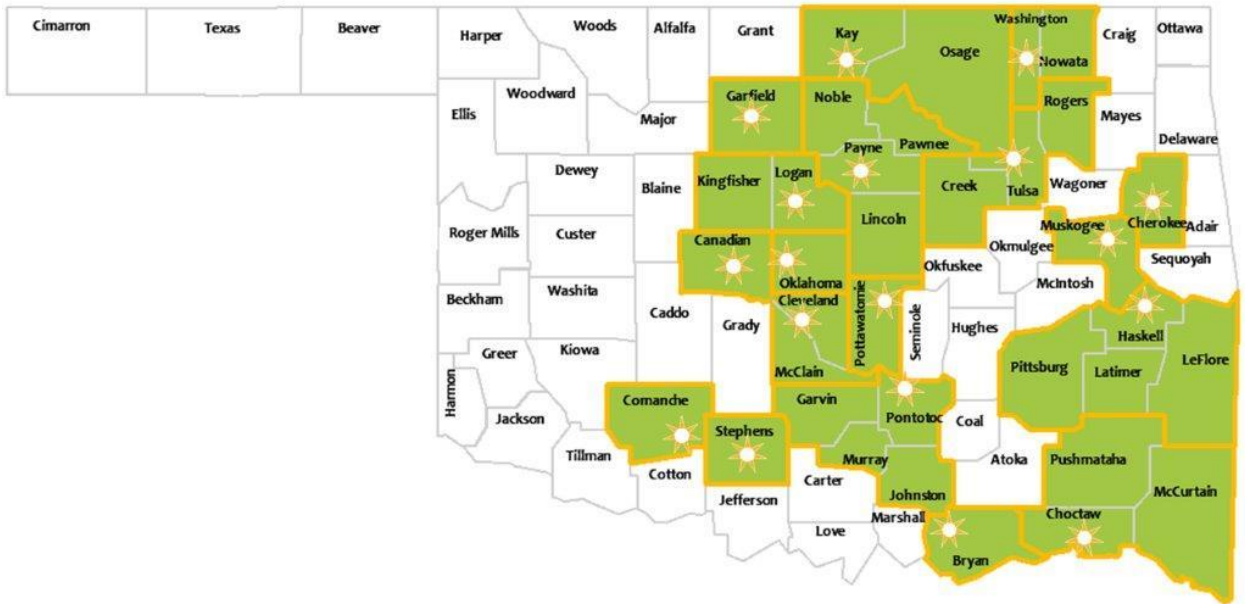 Cimarron
Texas
Beaver
Harper
Woods
Alfalfa
Grant
Kay
Osage
Washington
Nowata
Craig
Ottawa
Ellis
Woodward
Major
Garfield
Noble
Pawnee
Rogers
Mayes
Delaware
Dewey
Blaine
Kingfisher
Logan
Payne
Creek
Tulsa
Wagoner
Cherokee
Adair
Roger Mills
Custer
Canadian
Oklahoma
Lincoln
Okfuskee
Okmulgee
Muskogee
Sequoyah
McIntosh
Beckham
Washita
Caddo
Grady
Cleveland
McClain
Pottawatomie
Seminole
Hughes
Haskell
Pittsburg
Latimer
LeFlore
Harmon
Greer
Kiowa
Jackson
Tillman
Comanche
Cotton
Stephens
Jefferson
Garvin
Murray
Pontotoc
Coal
Atoka
Pushmataha
McCurtain
Carter
Johnston
Love
Marshall
Bryan
Choctaw